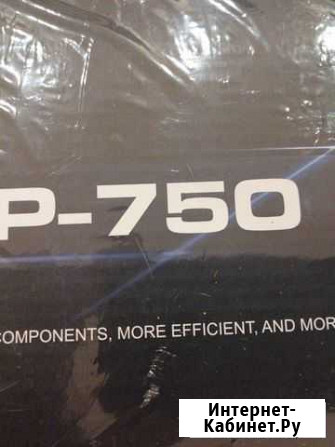 P-750
COMPONENTS, MORE EFFICIENT, AND MOR
Интернет-
Кабинет.Ру